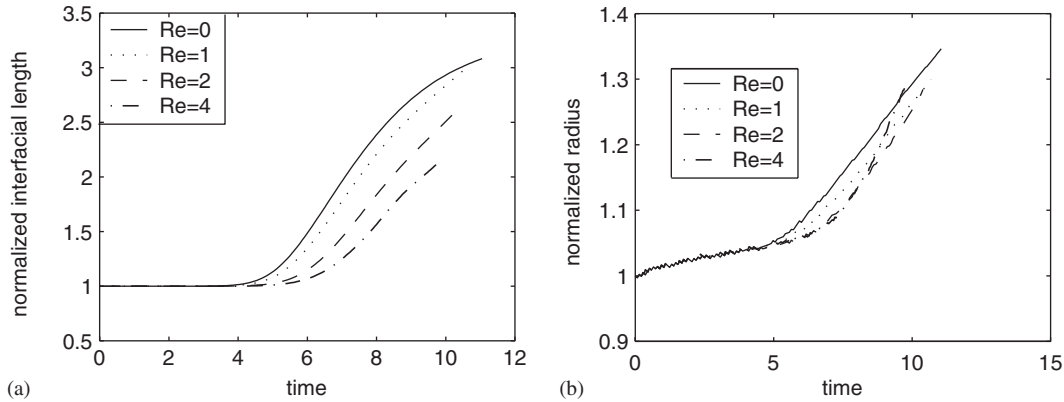 3.5
3
2.5
2
1.5
1
0.5
normalized interfacial length
Re=0
Re=1
Re=2
Re=4
0 2 4 6 8 10 12
time
(a)
1.4
1.3
1.2
1.1
1
0.9
normalized radius
Re=0
Re=1
Re=2
Re=4
0 5 10 15
time
(b)